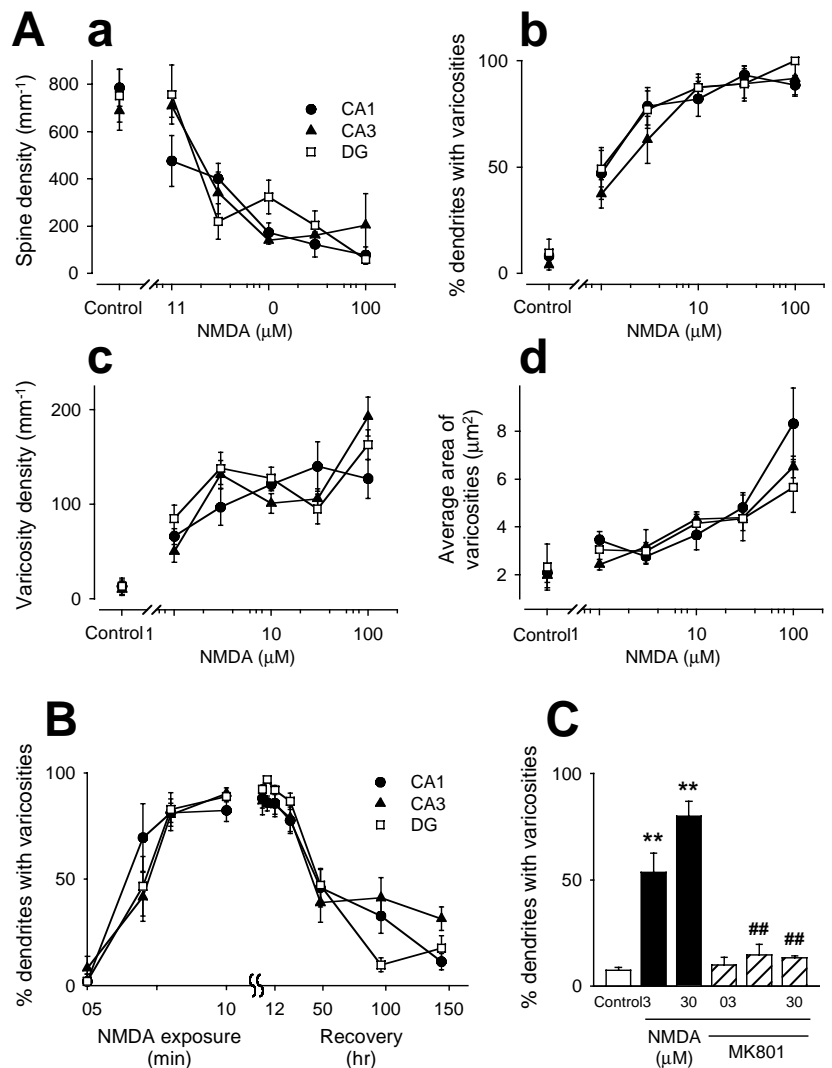 A
a
Spine density (mm-1)
800
600
400
200
0
CA1
CA3
DG
Control
11
0
100
NMDA (μM)
b
% dendrites with varicosities
100
50
0
10
100
NMDA (μM)
c
Varicosity density (mm-1)
200
100
0
Control1
10
100
NMDA (μM)
d
Average area of
varicosities (μm2)
8
6
4
2
Control1
10
100
NMDA (μM)
B
% dendrites with varicosities
100
50
0
CA1
CA3
DG
05
10
12
50
100
150
NMDA exposure
(min)
Recovery
(hr)
C
% dendrites with varicosities
100
50
0
**
**
##
##
Control3
30
03
30
NMDA
(μM)
MK801